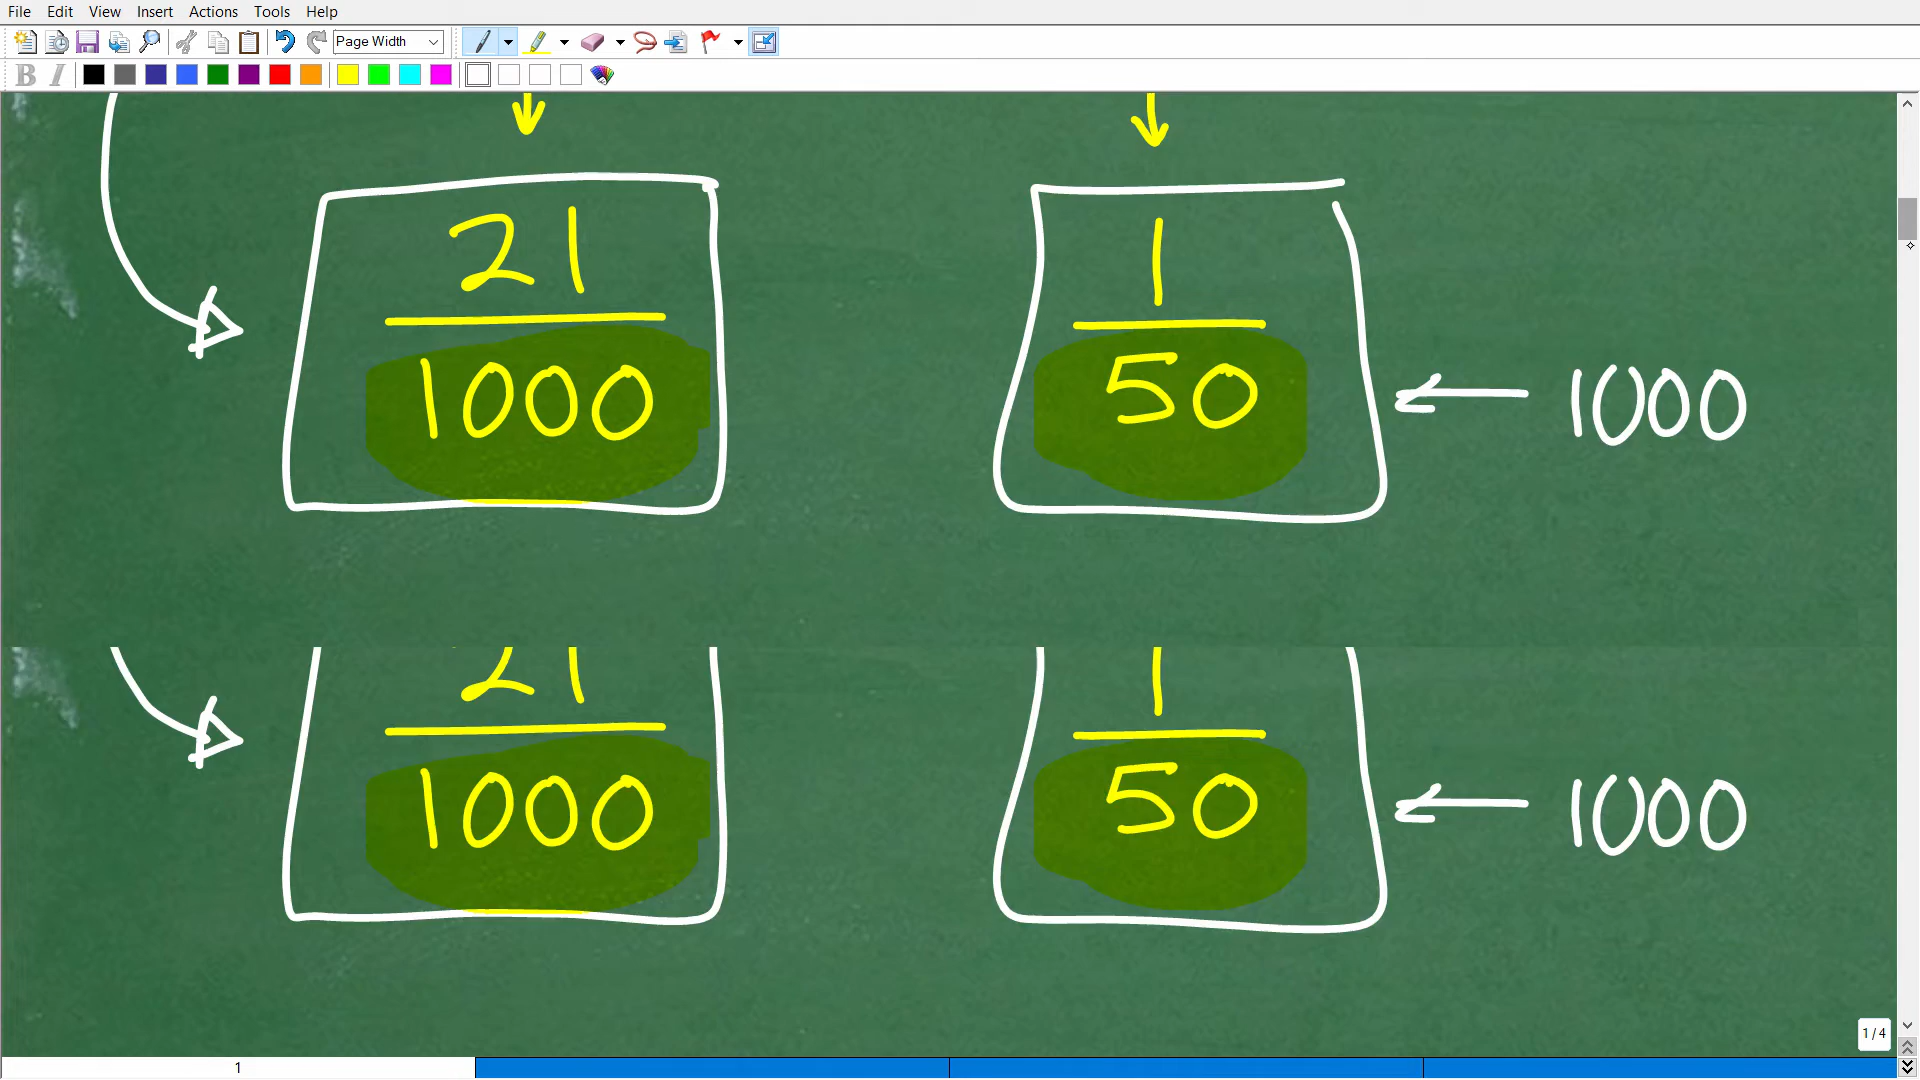 File Edit View Insert Actions Tools Help
Page Width
B I
21 1
1000 50 1000
21 1
1000 50 1000
1 / 4
1